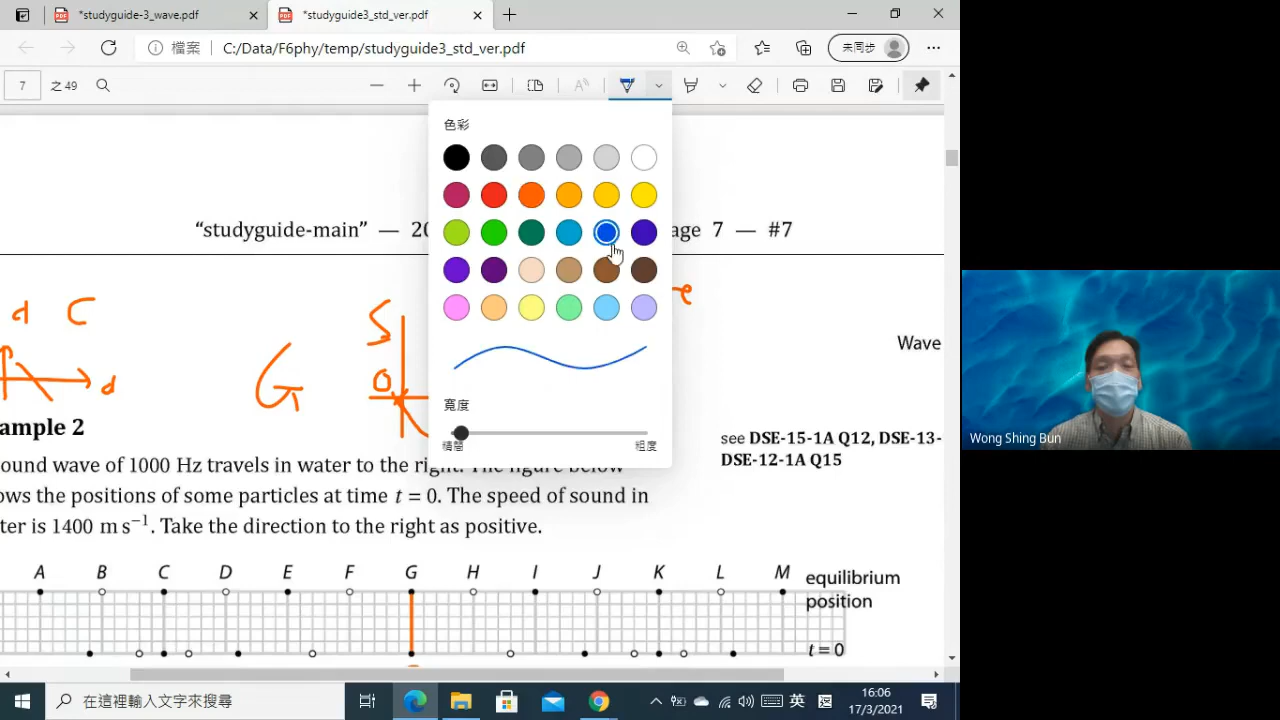 *studyguide-3_wave.pdf
*studyguide3_std_ver.pdf
檔案
C:/Data/F6phy/temp/studyguide3_std_ver.pdf
未同步
7 之 49
色彩
寬度
精簡
粗度
“studyguide-main” — 20
age 7 — #7
d C
S
e
G
0
d
Wave
ample 2
see DSE-15-1A Q12, DSE-13-
DSE-12-1A Q15
ound wave of 1000 Hz travels in water to the right. The figure below
ows the positions of some particles at time t = 0. The speed of sound in
ter is 1400 m s⁻¹. Take the direction to the right as positive.
A B C D E F G H I J K L M
equilibrium
position
t = 0
Wong Shing Bun
在這裡輸入文字來搜尋
英
16:06
17/3/2021